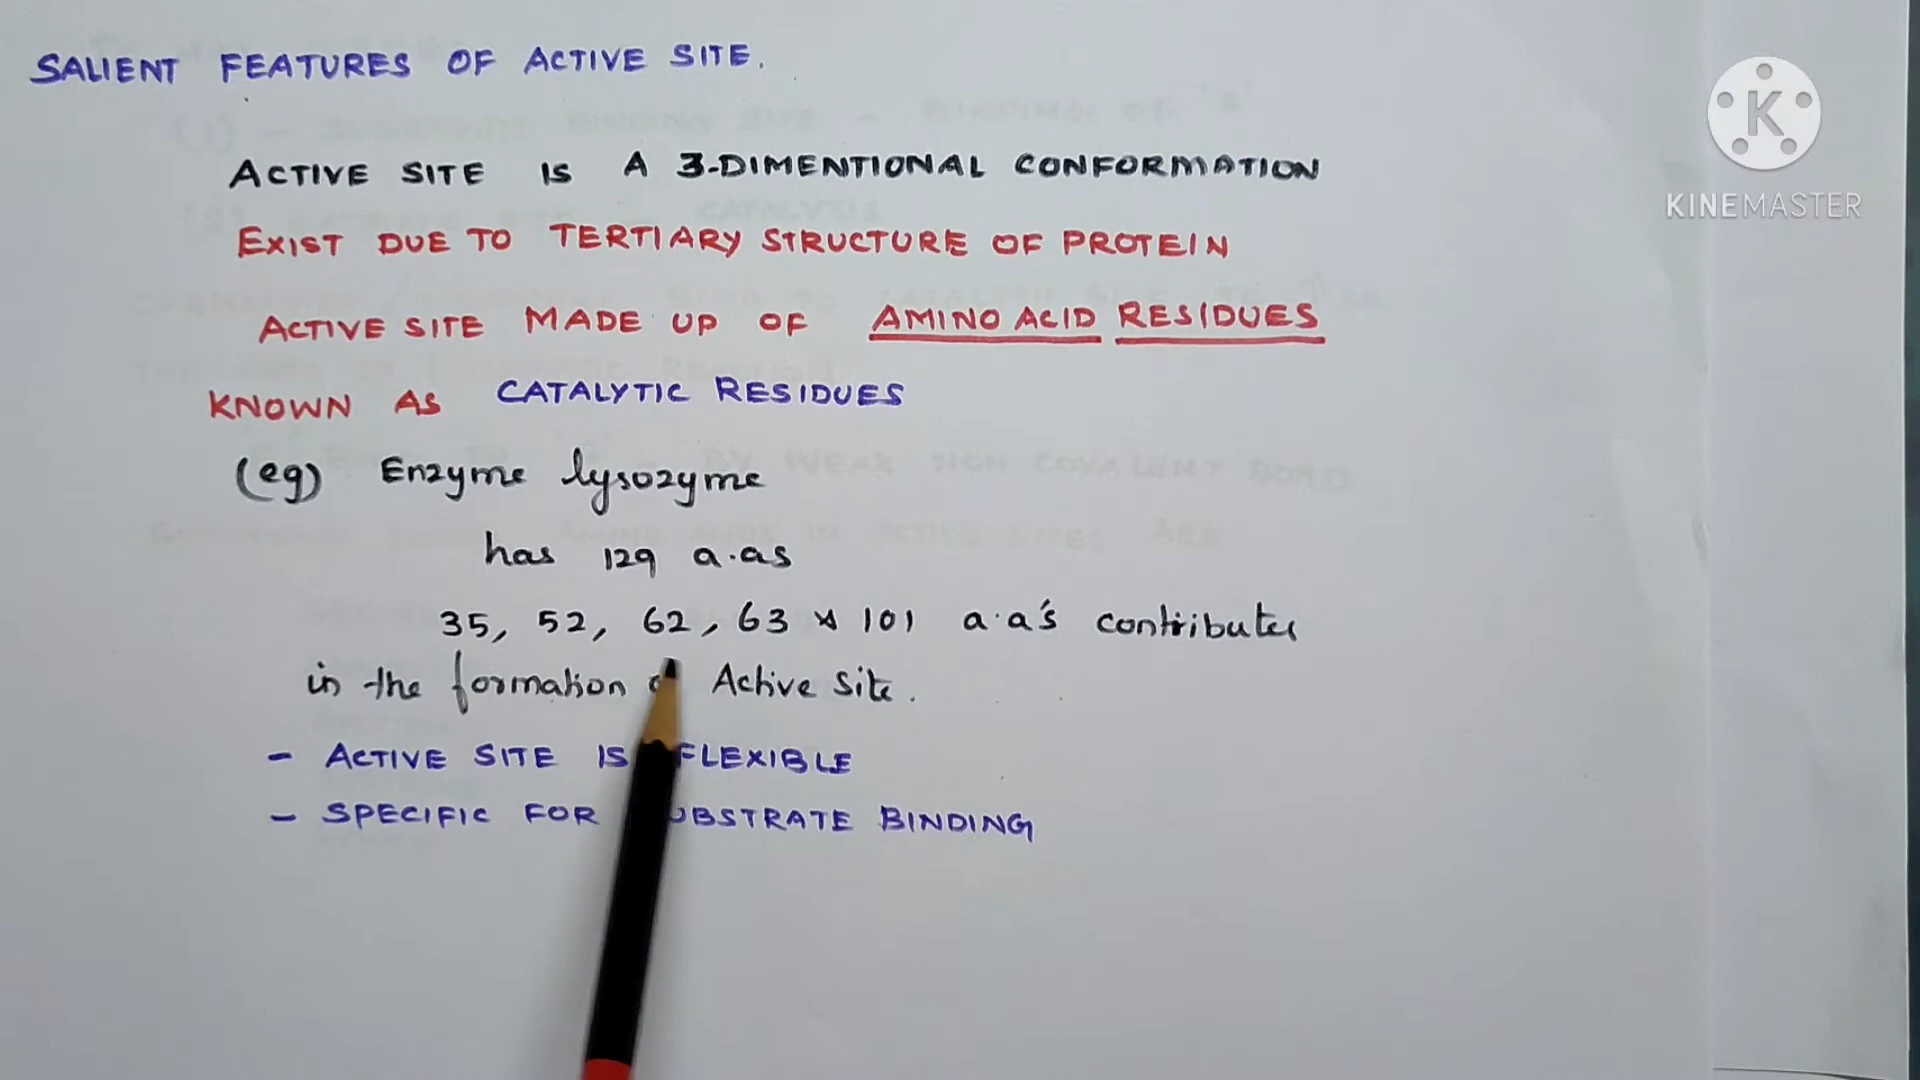 SALIENT FEATURES OF ACTIVE SITE.
ACTIVE SITE IS A 3-DIMENTIONAL CONFORMATION
EXIST DUE TO TERTIARY STRUCTURE OF PROTEIN
ACTIVE SITE MADE UP OF AMINO ACID RESIDUES
KNOWN AS CATALYTIC RESIDUES
(eg) Enzyme lysozyme
has 129 a.as
35, 52, 62, 63 & 101 a.a's contributes
in the formation Active Site.
- ACTIVE SITE IS FLEXIBLE
- SPECIFIC FOR SUBSTRATE BINDING
K
KINEMASTER